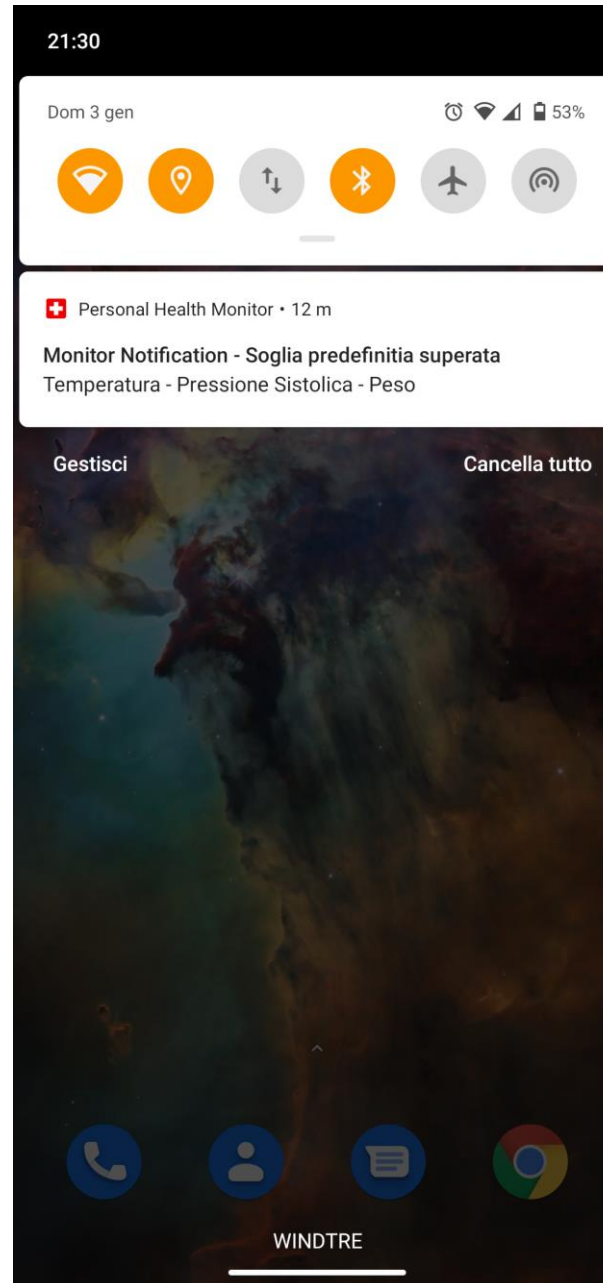 21:30
Dom 3 gen 53%
Personal Health Monitor • 12 m
Monitor Notification - Soglia predefinitia superata
Temperatura - Pressione Sistolica - Peso
Gestisci Cancella tutto
WINDTRE